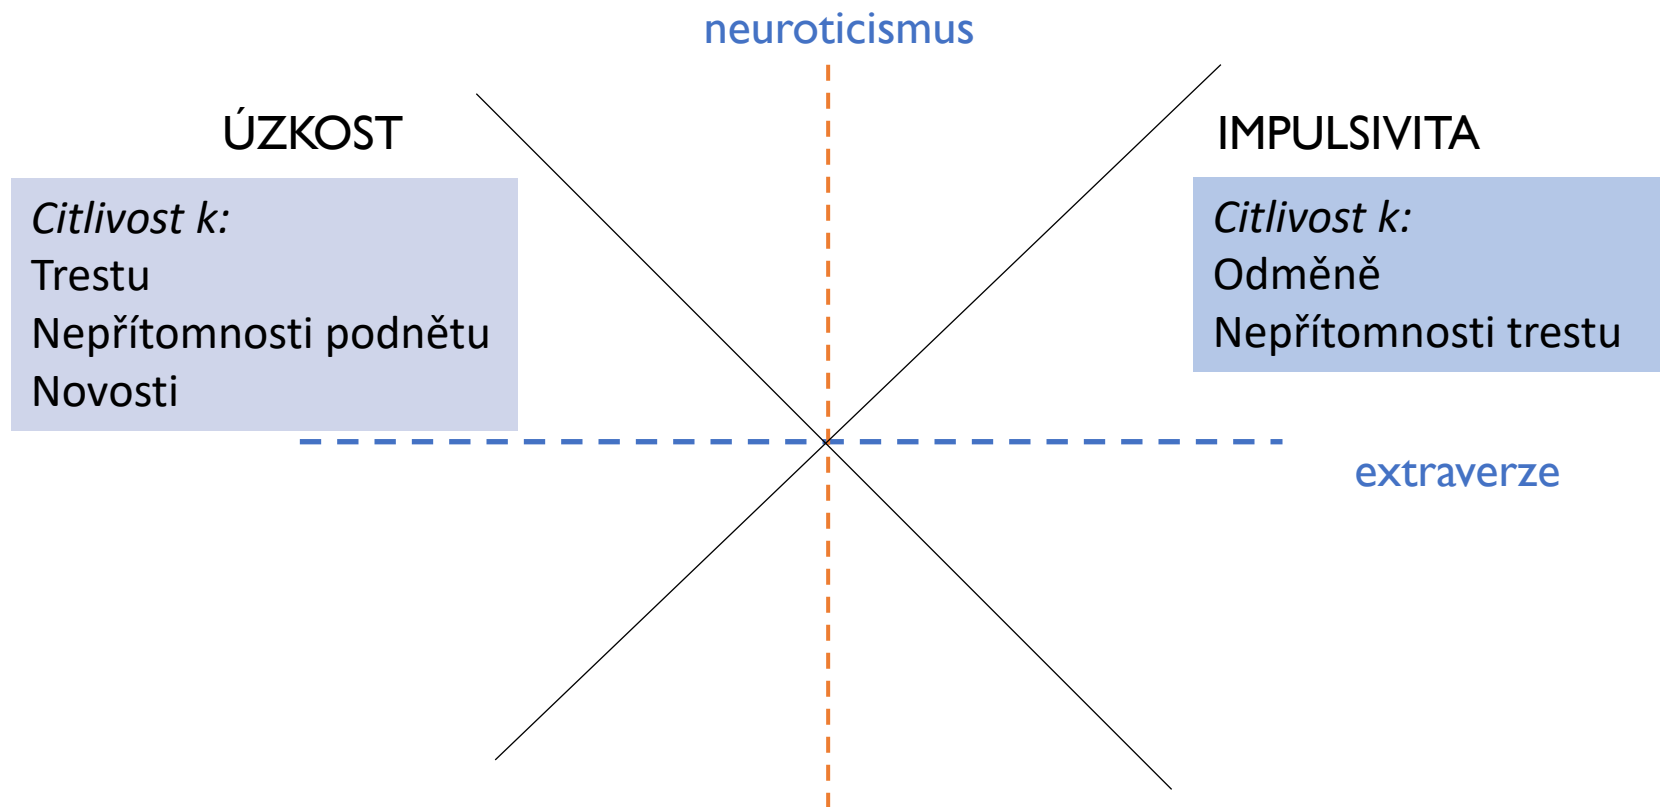 neuroticismus
ÚZKOST
Citlivost k:
Trestu
Nepřítomnosti podnětu
Novosti
IMPULSIVITA
Citlivost k:
Odměně
Nepřítomnosti trestu
extraverze